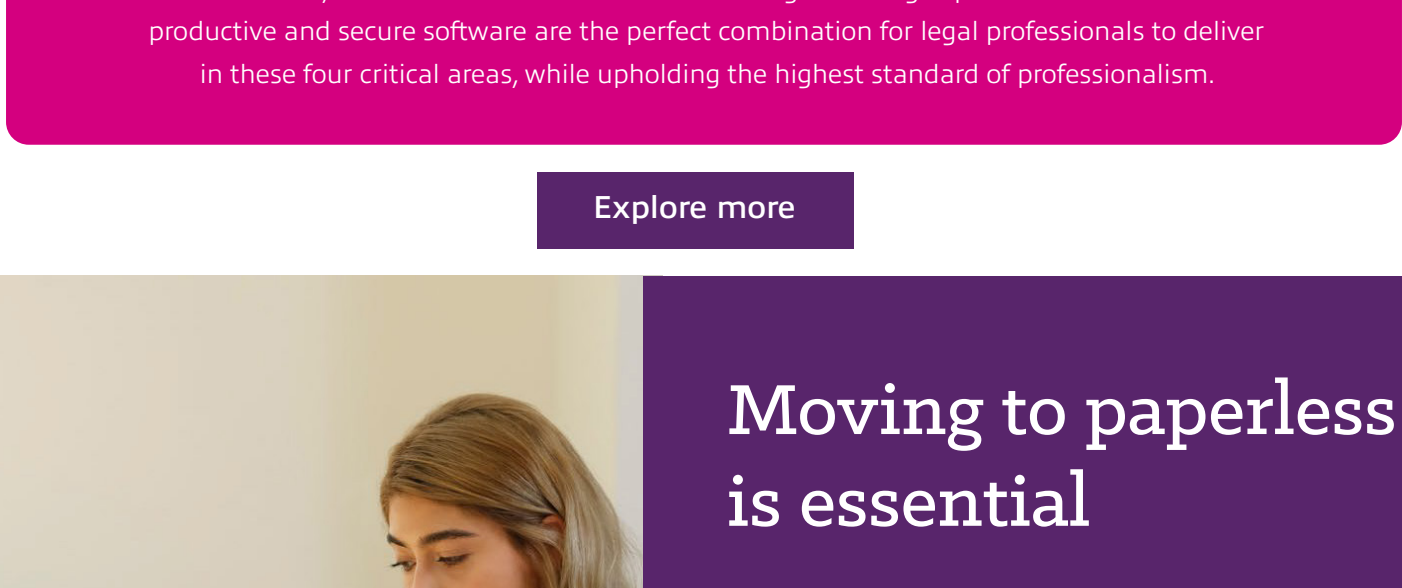 productive and secure software are the perfect combination for legal professionals to deliver
in these four critical areas, while upholding the highest standard of professionalism.
Explore more
Moving to paperless
is essential